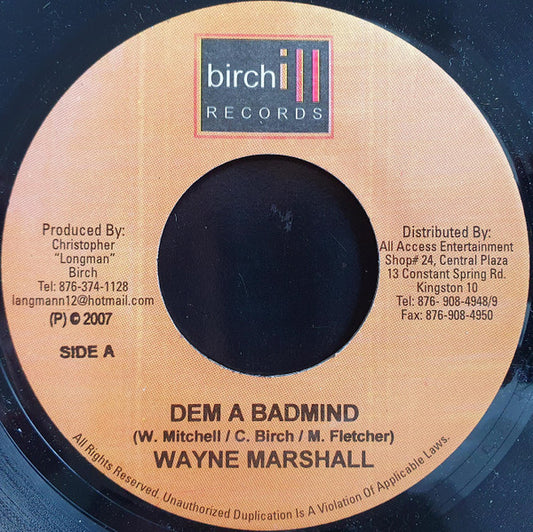 birchill
RECORDS
Produced By:
Christopher
"Longman"
Birch
Tel: 876-374-1128
langmann12@hotmail.com
(P) © 2007
SIDE A
Distributed By:
All Access Entertainment
Shop# 24, Central Plaza
13 Constant Spring Rd.
Kingston 10
Tel: 876- 908-4948/9
Fax: 876-908-4950
DEM A BADMIND
(W. Mitchell / C. Birch / M. Fletcher)
WAYNE MARSHALL
All Rights Reserved. Unauthorized Duplication Is A Violation Of Applicable Laws.